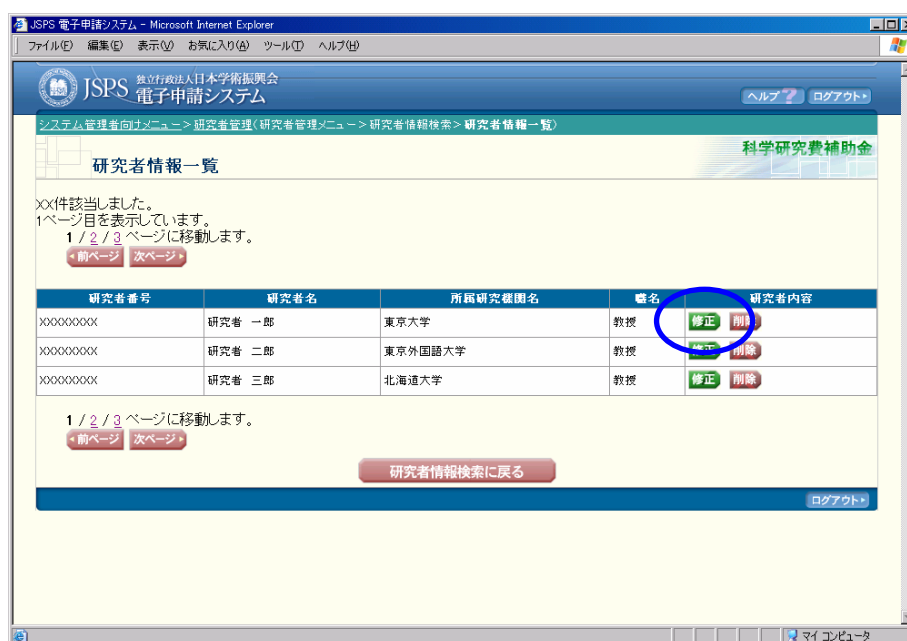 JSPS 電子申請システム - Microsoft Internet Explorer
ファイル(F) 編集(E) 表示(V) お気に入り(A) ツール(T) ヘルプ(H)
JSPS 独立行政法人日本学術振興会
電子申請システム
ヘルプ ? ログアウト
システム管理者向けメニュー>研究者管理(研究者管理メニュー>研究者情報検索>研究者情報一覧)
科学研究費補助金
研究者情報一覧
XX件該当しました。
1ページ目を表示しています。
1 / 2 / 3 ページに移動します。
前ページ 次ページ
研究者番号 研究者名 所属研究機関名 職名 研究者内容
XXXXXXXX 研究者 一郎 東京大学 教授 修正 削除
XXXXXXXX 研究者 二郎 東京外国語大学 教授 修正 削除
XXXXXXXX 研究者 三郎 北海道大学 教授 修正 削除
1 / 2 / 3 ページに移動します。
前ページ 次ページ
研究者情報検索に戻る
ログアウト
マイ コンピュータ